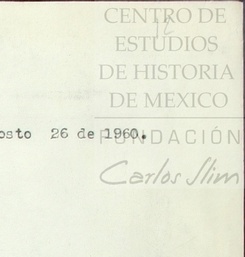 CENTRO DE
ESTUDIOS
DE HISTORIA
DE MEXICO
osto 26 de 1960.
FUNDACIÓN
Carlos Slim